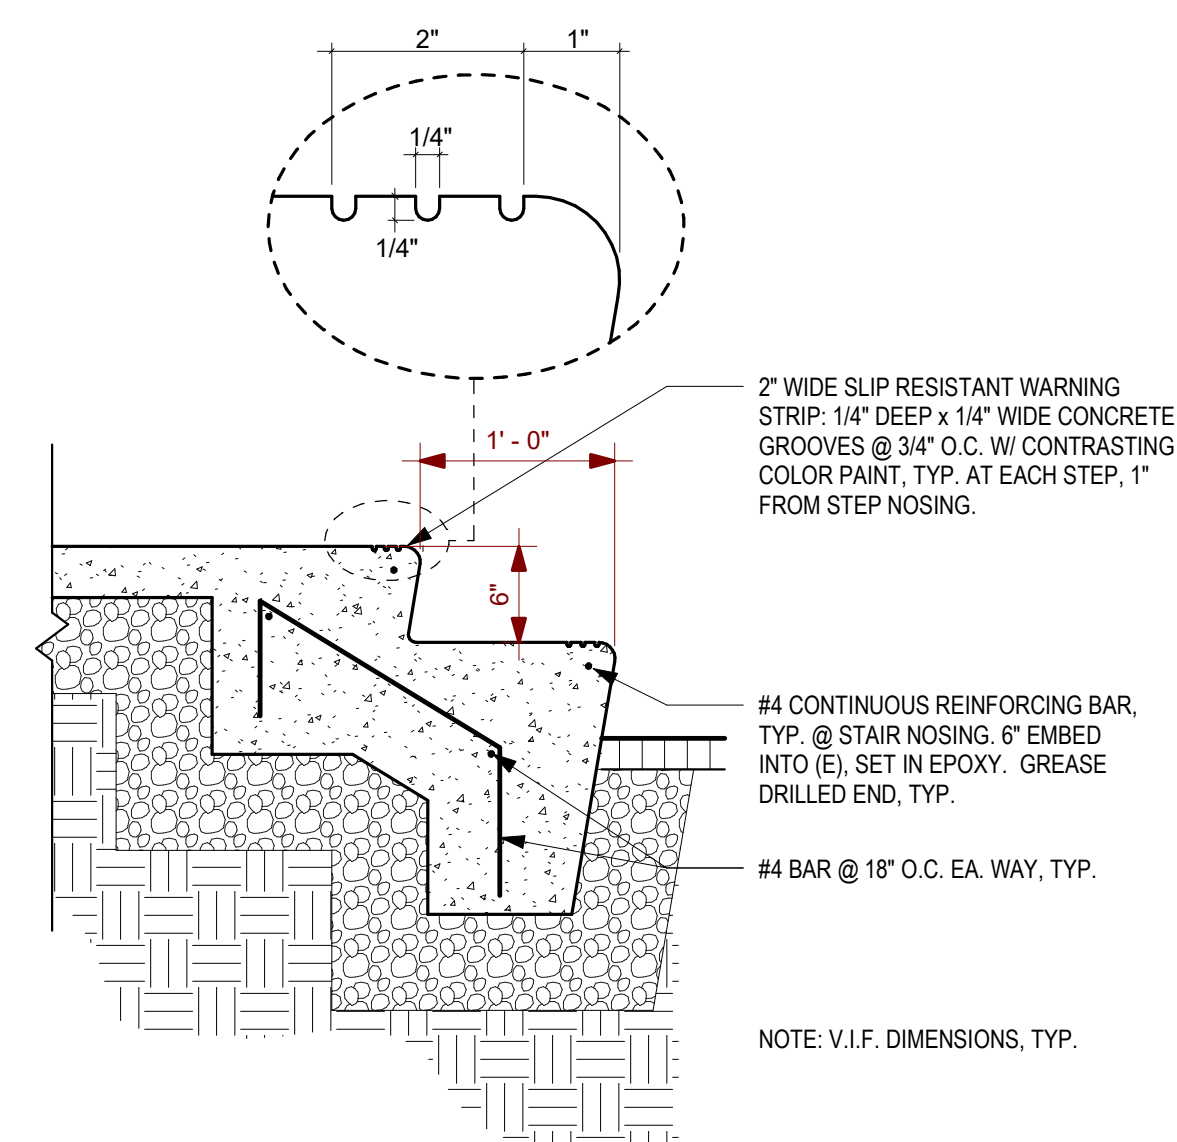 2" 1"
1/4"
1/4"
2" WIDE SLIP RESISTANT WARNING
STRIP: 1/4" DEEP x 1/4" WIDE CONCRETE
GROOVES @ 3/4" O.C. W/ CONTRASTING
COLOR PAINT, TYP. AT EACH STEP, 1"
FROM STEP NOSING.
1' - 0"
6"
#4 CONTINUOUS REINFORCING BAR,
TYP. @ STAIR NOSING. 6" EMBED
INTO (E), SET IN EPOXY. GREASE
DRILLED END, TYP.
#4 BAR @ 18" O.C. EA. WAY, TYP.
NOTE: V.I.F. DIMENSIONS, TYP.